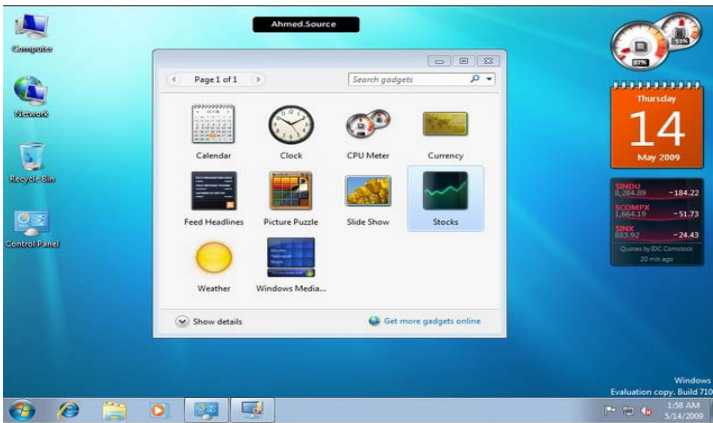 Ahmed.Source
Computer
Network
Recycle Bin
Control Panel
Page 1 of 1
Search gadgets
Calendar
Clock
CPU Meter
Currency
Feed Headlines
Picture Puzzle
Slide Show
Stocks
Weather
Windows Media...
Show details
Get more gadgets online
Thursday
14
May 2009
$INDU
8,284.89 -184.22
$COMPX
1,664.19 -51.73
$INX
883.92 -24.43
Quotes by IDC-Comstock
20 min ago
Windows
Evaluation copy. Build 710
1:58 AM
5/14/2009